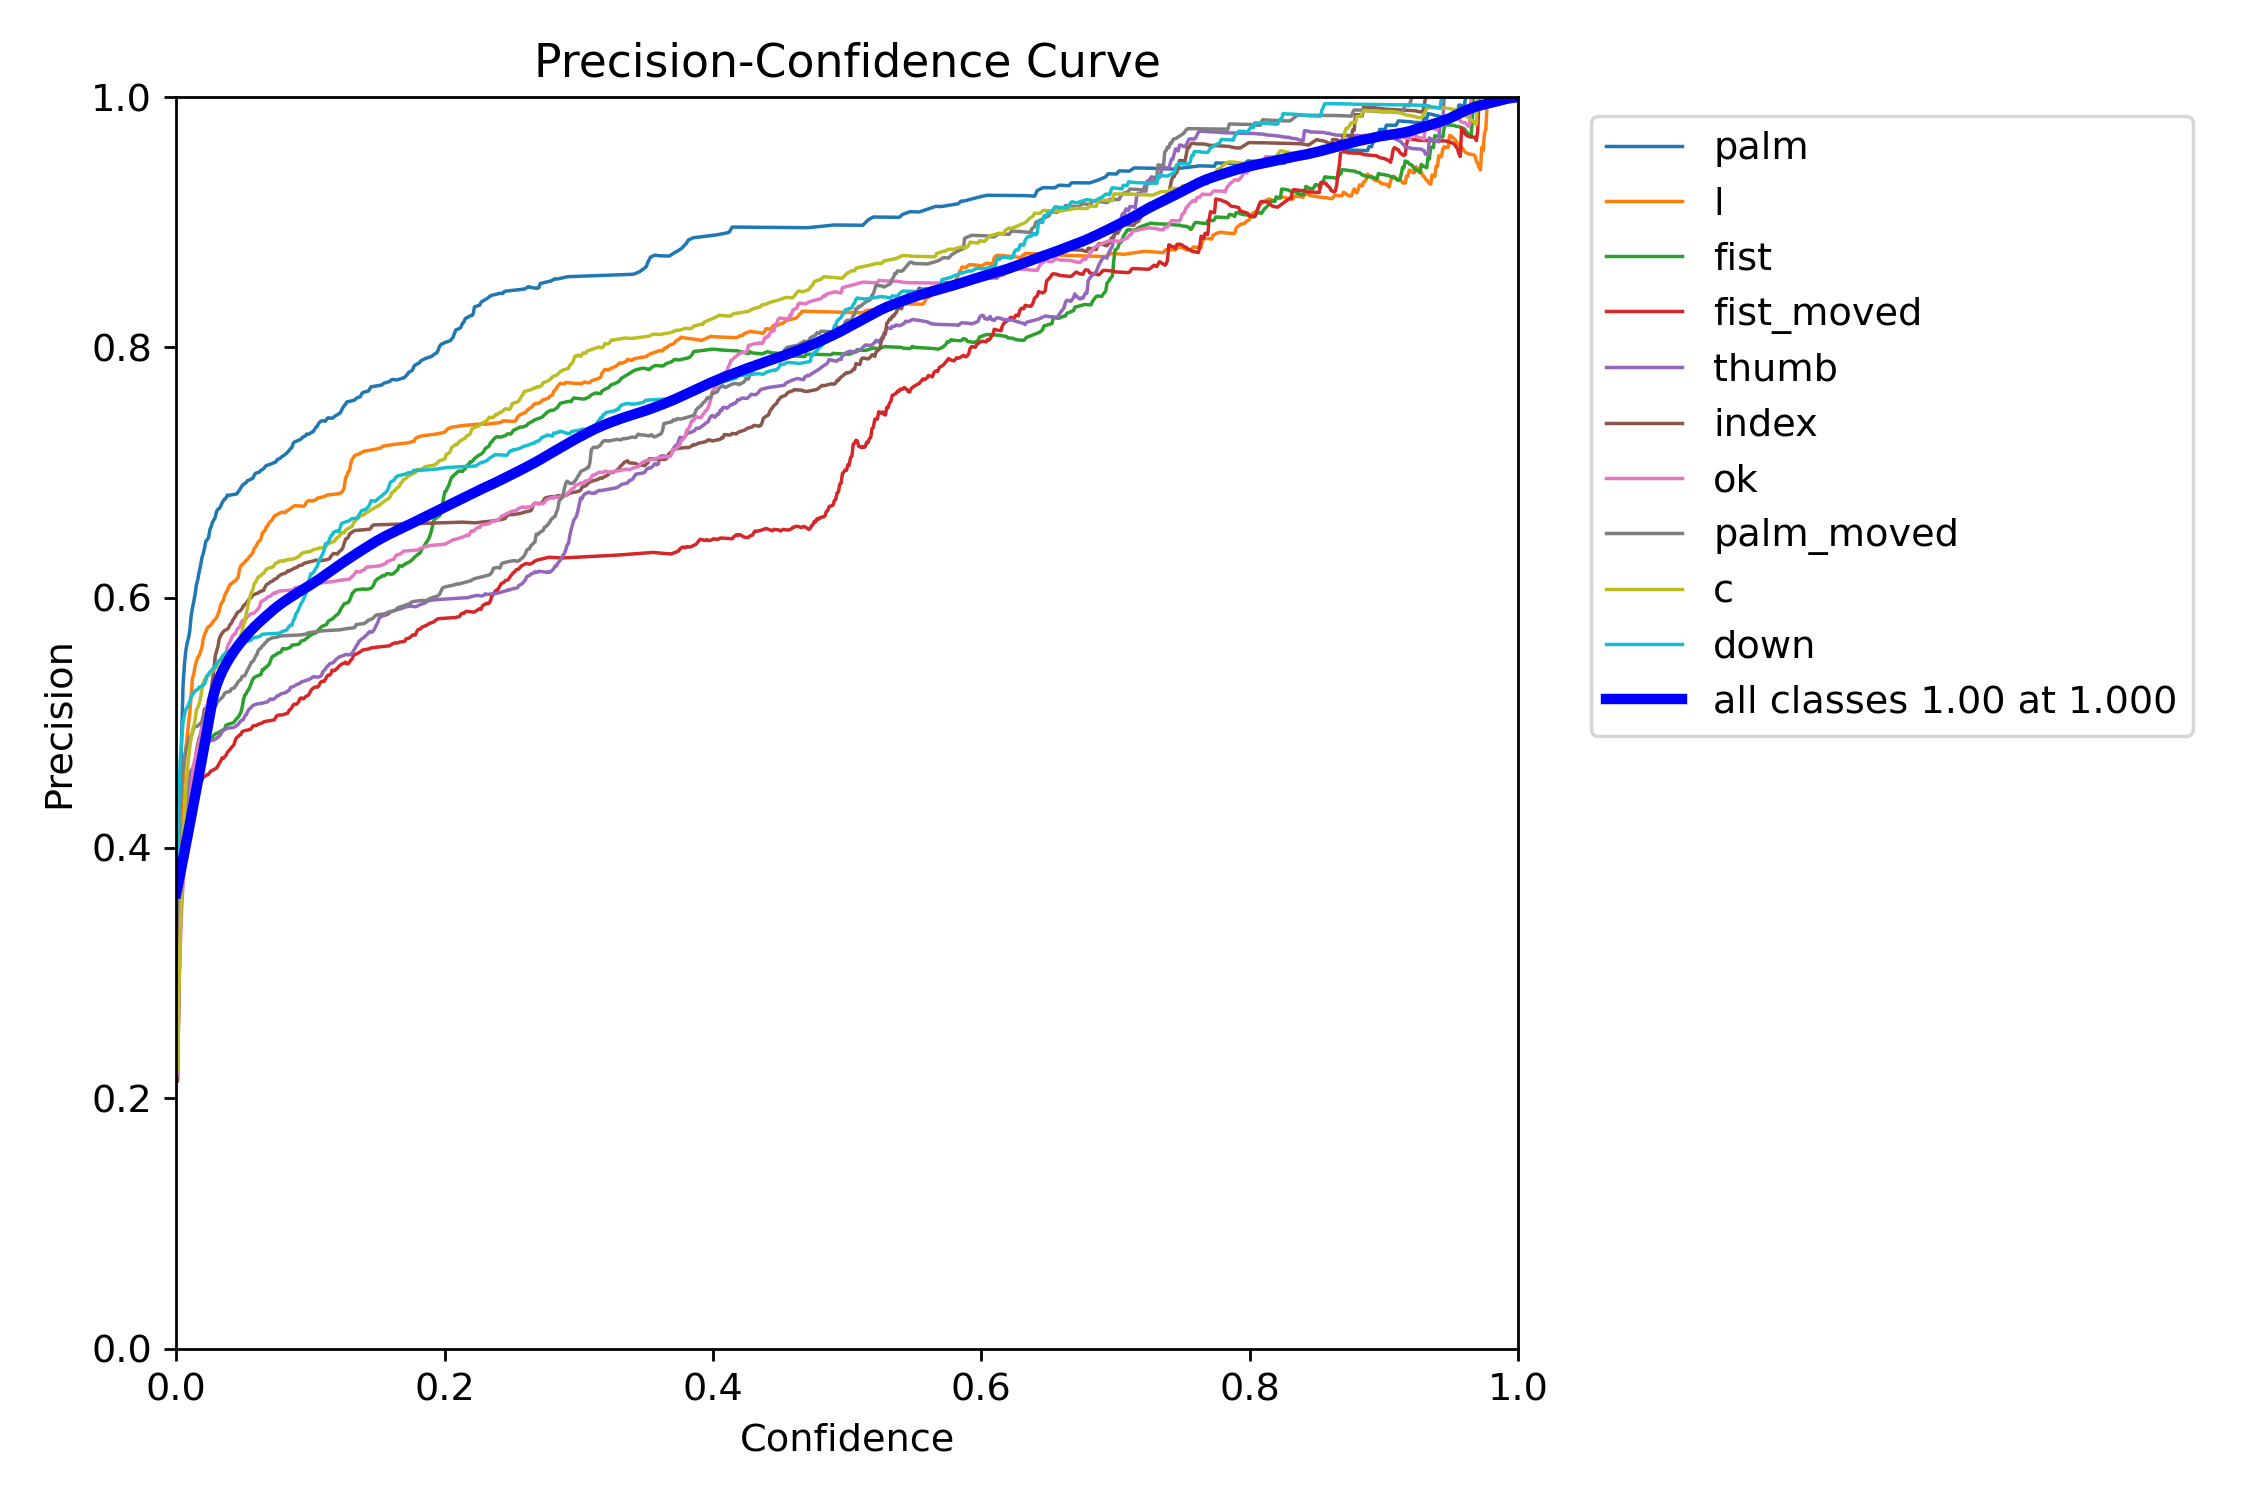 Precision-Confidence Curve
1.0
0.8
0.6
0.4
0.2
0.0
Precision
0.0 0.2 0.4 0.6 0.8 1.0
Confidence
palm
l
fist
fist_moved
thumb
index
ok
palm_moved
c
down
all classes 1.00 at 1.000